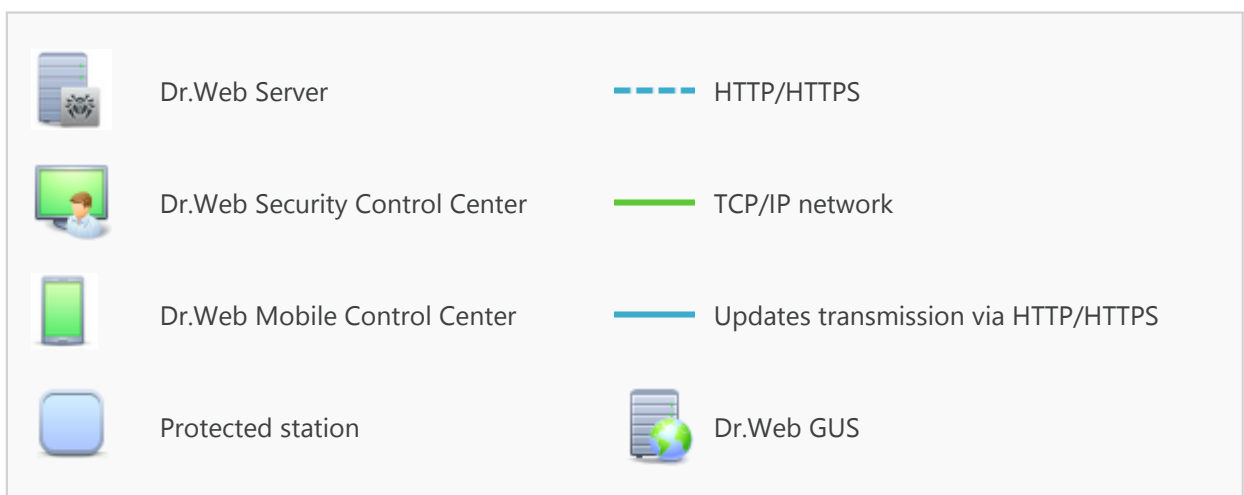 Dr.Web Server
HTTP/HTTPS
Dr.Web Security Control Center
TCP/IP network
Dr.Web Mobile Control Center
Updates transmission via HTTP/HTTPS
Protected station
Dr.Web GUS